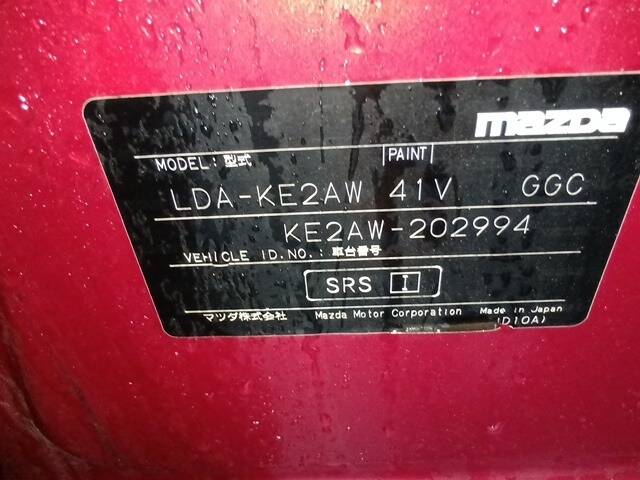 mazda
MODEL: 型式 PAINT
LDA-KE2AW 41V GGC
KE2AW-202994
VEHICLE ID.NO.: 車台番号
SRS I
マツダ株式会社 Mazda Motor Corporation Made in Japan
(D10A)